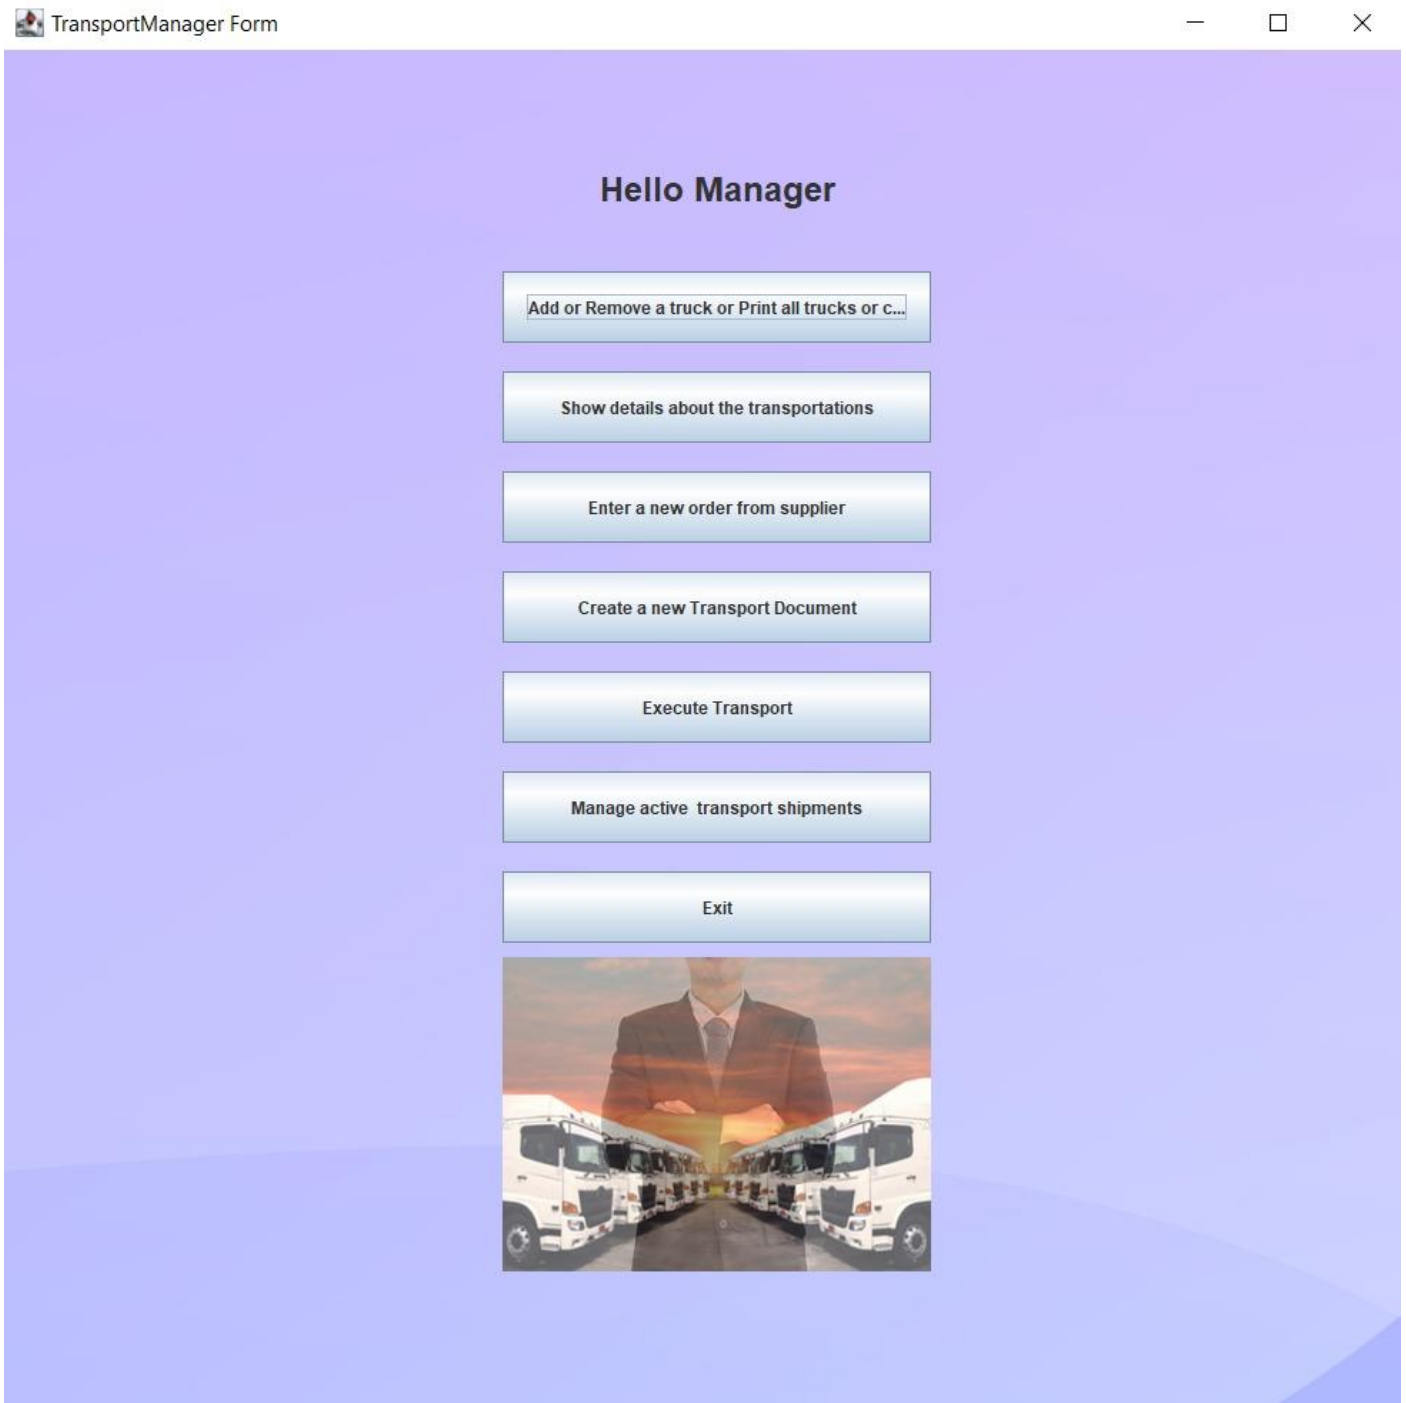 TransportManager Form
Hello Manager
Add or Remove a truck or Print all trucks or c...
Show details about the transportations
Enter a new order from supplier
Create a new Transport Document
Execute Transport
Manage active  transport shipments
Exit